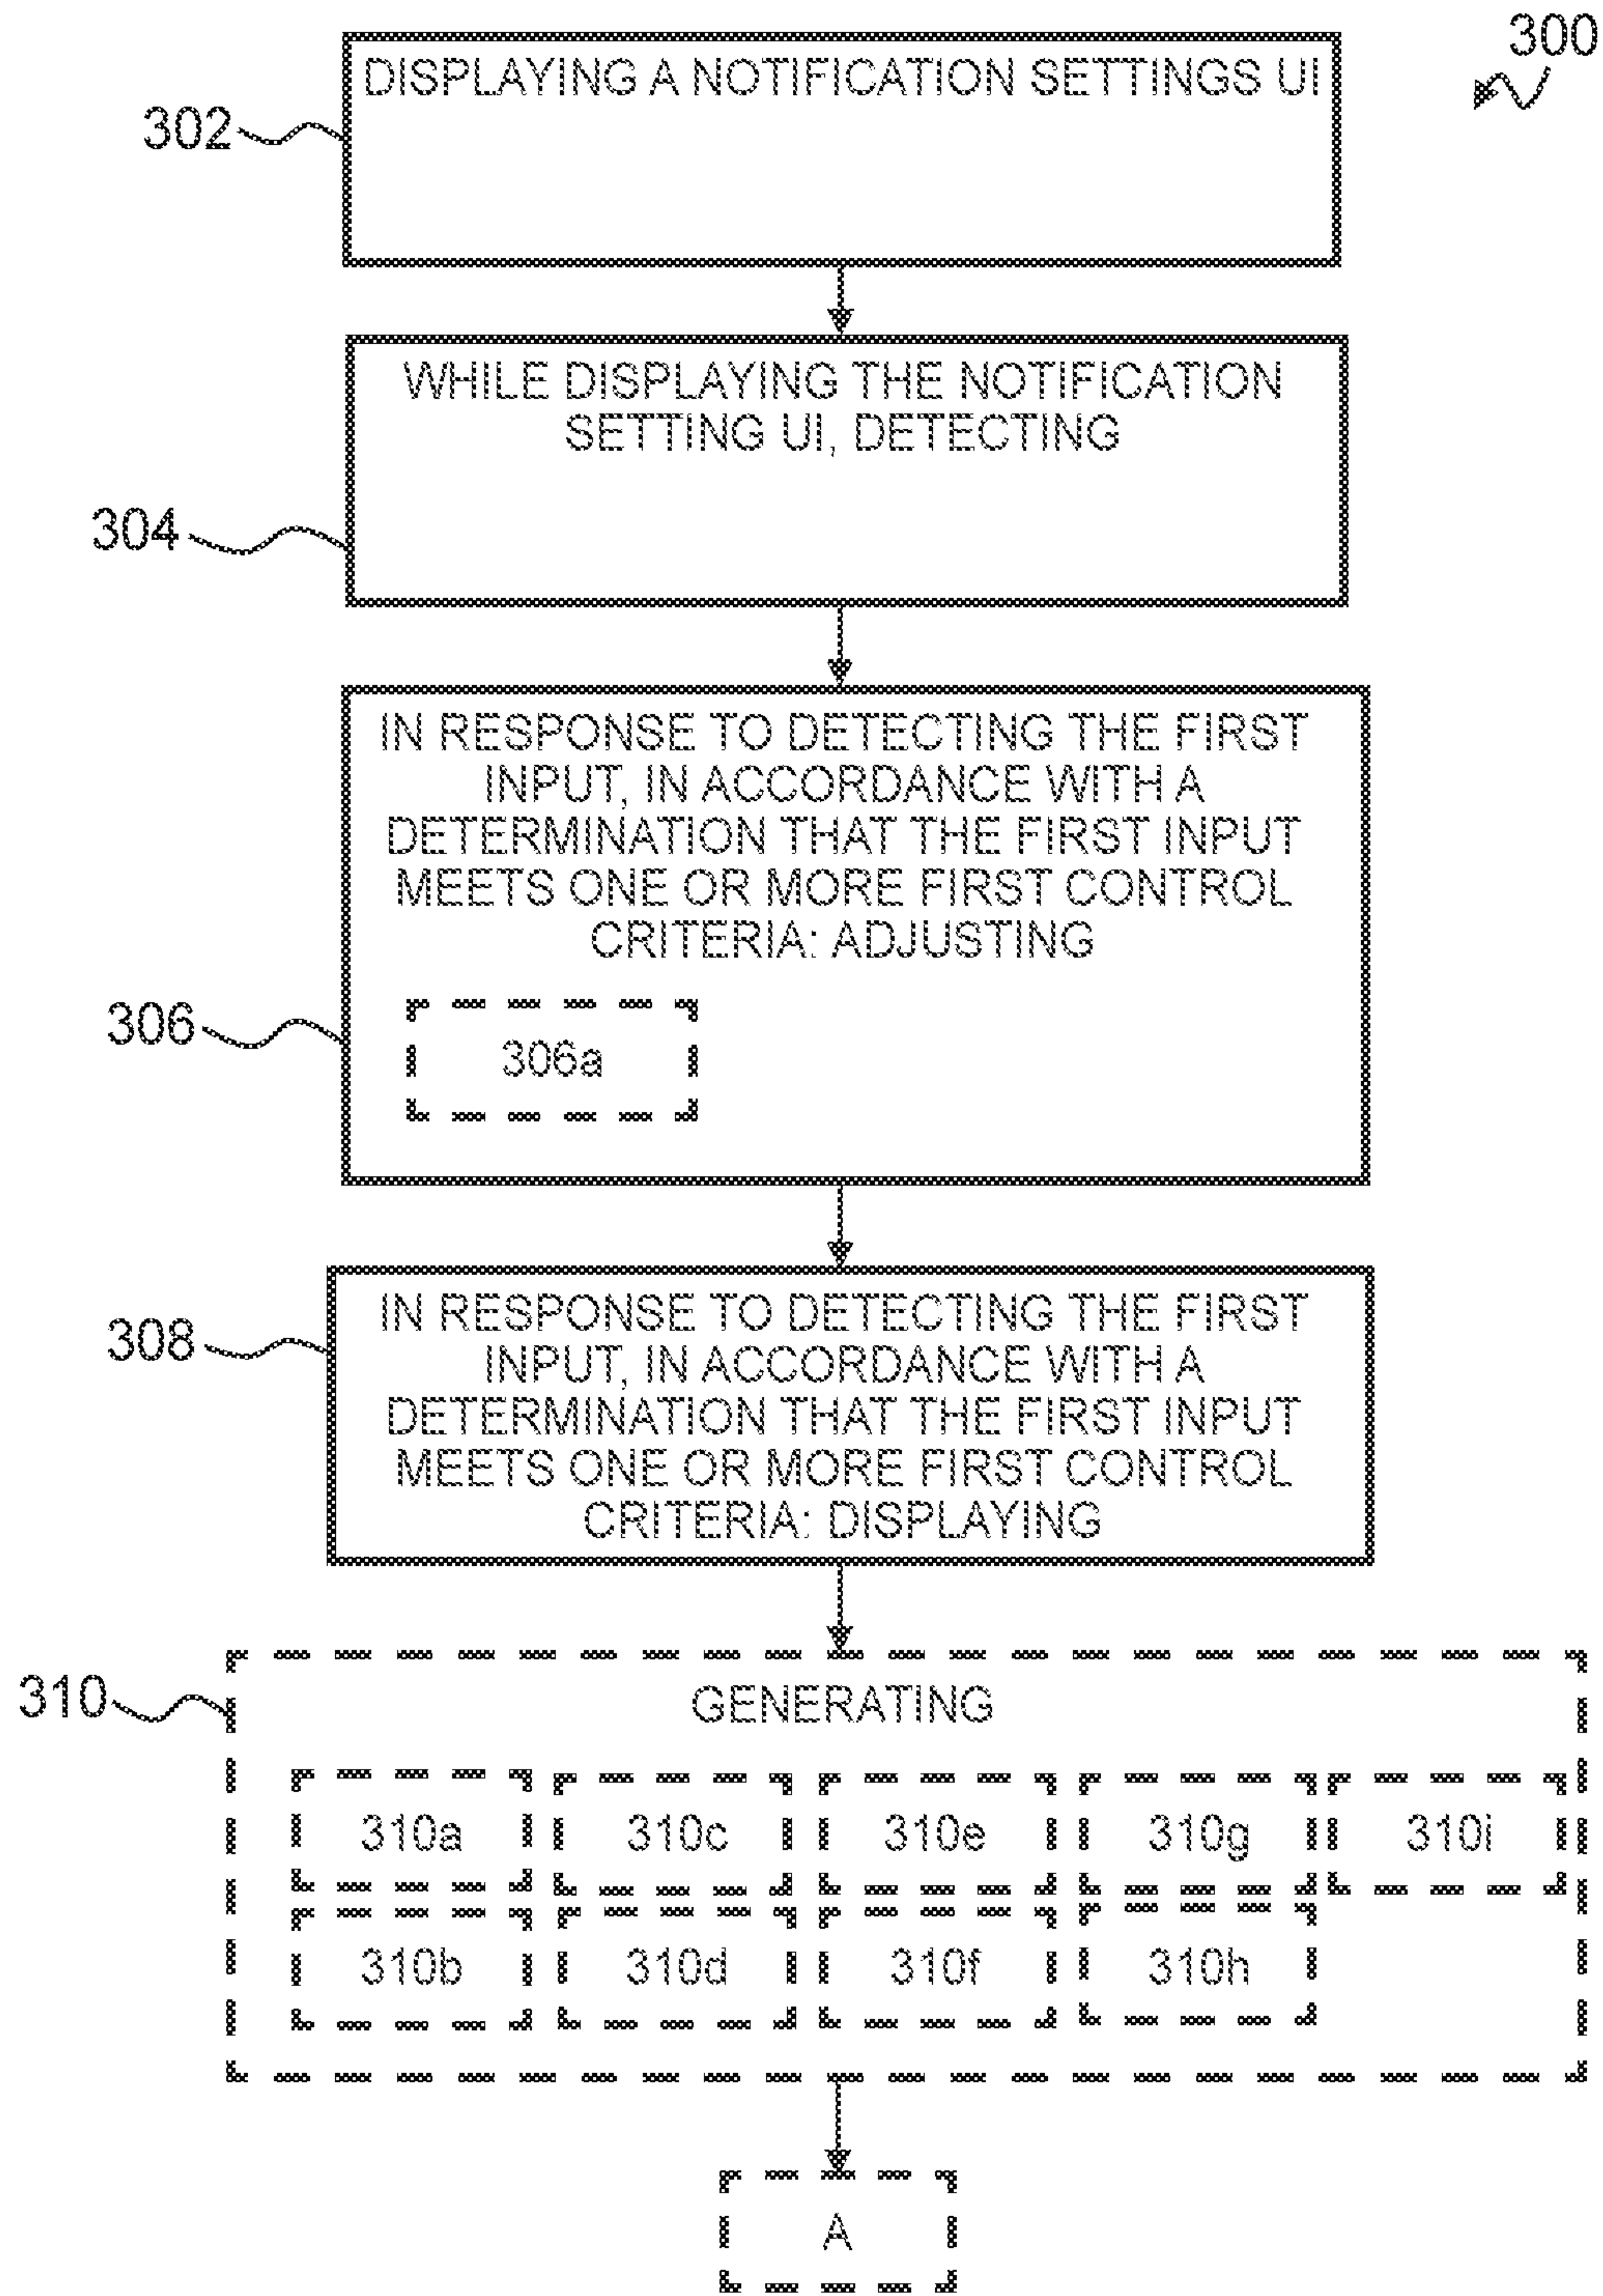 300
302
DISPLAYING A NOTIFICATION SETTINGS UI
304
WHILE DISPLAYING THE NOTIFICATION
SETTING UI, DETECTING
306
IN RESPONSE TO DETECTING THE FIRST
INPUT, IN ACCORDANCE WITH A
DETERMINATION THAT THE FIRST INPUT
MEETS ONE OR MORE FIRST CONTROL
CRITERIA: ADJUSTING
306a
308
IN RESPONSE TO DETECTING THE FIRST
INPUT, IN ACCORDANCE WITH A
DETERMINATION THAT THE FIRST INPUT
MEETS ONE OR MORE FIRST CONTROL
CRITERIA: DISPLAYING
310
GENERATING
310a 310c 310e 310g 310i
310b 310d 310f 310h
A